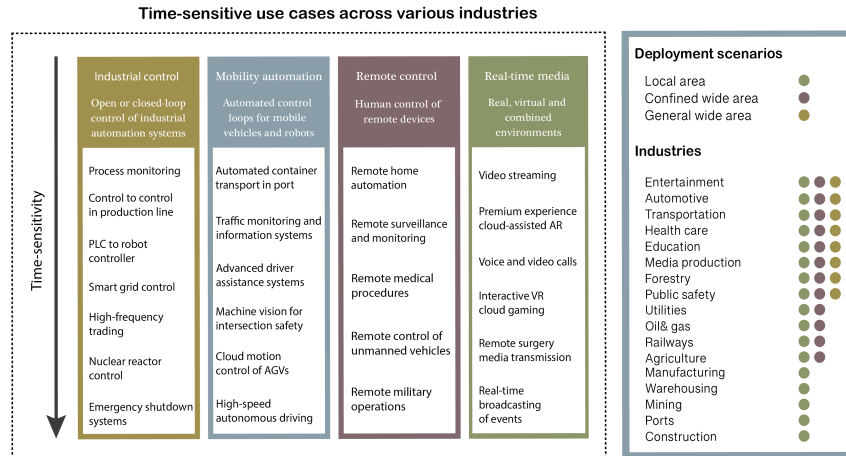 Time-sensitive use cases across various industries
Time-sensitivity
Industrial control
Open or closed-loop
control of industrial
automation systems
Process monitoring
Control to control
in production line
PLC to robot
controller
Smart grid control
High-frequency
trading
Nuclear reactor
control
Emergency shutdown
systems
Mobility automation
Automated control
loops for mobile
vehicles and robots
Automated container
transport in port
Traffic monitoring and
information systems
Advanced driver
assistance systems
Machine vision for
intersection safety
Cloud motion
control of AGVs
High-speed
autonomous driving
Remote control
Human control of
remote devices
Remote home
automation
Remote surveillance
and monitoring
Remote medical
procedures
Remote control of
unmanned vehicles
Remote military
operations
Real-time media
Real, virtual and
combined
environments
Video streaming
Premium experience
cloud-assisted AR
Voice and video calls
Interactive VR
cloud gaming
Remote surgery
media transmission
Real-time
broadcasting
of events
Deployment scenarios
Local area
Confined wide area
General wide area
Industries
Entertainment
Automotive
Transportation
Health care
Education
Media production
Forestry
Public safety
Utilities
Oil& gas
Railways
Agriculture
Manufacturing
Warehousing
Mining
Ports
Construction